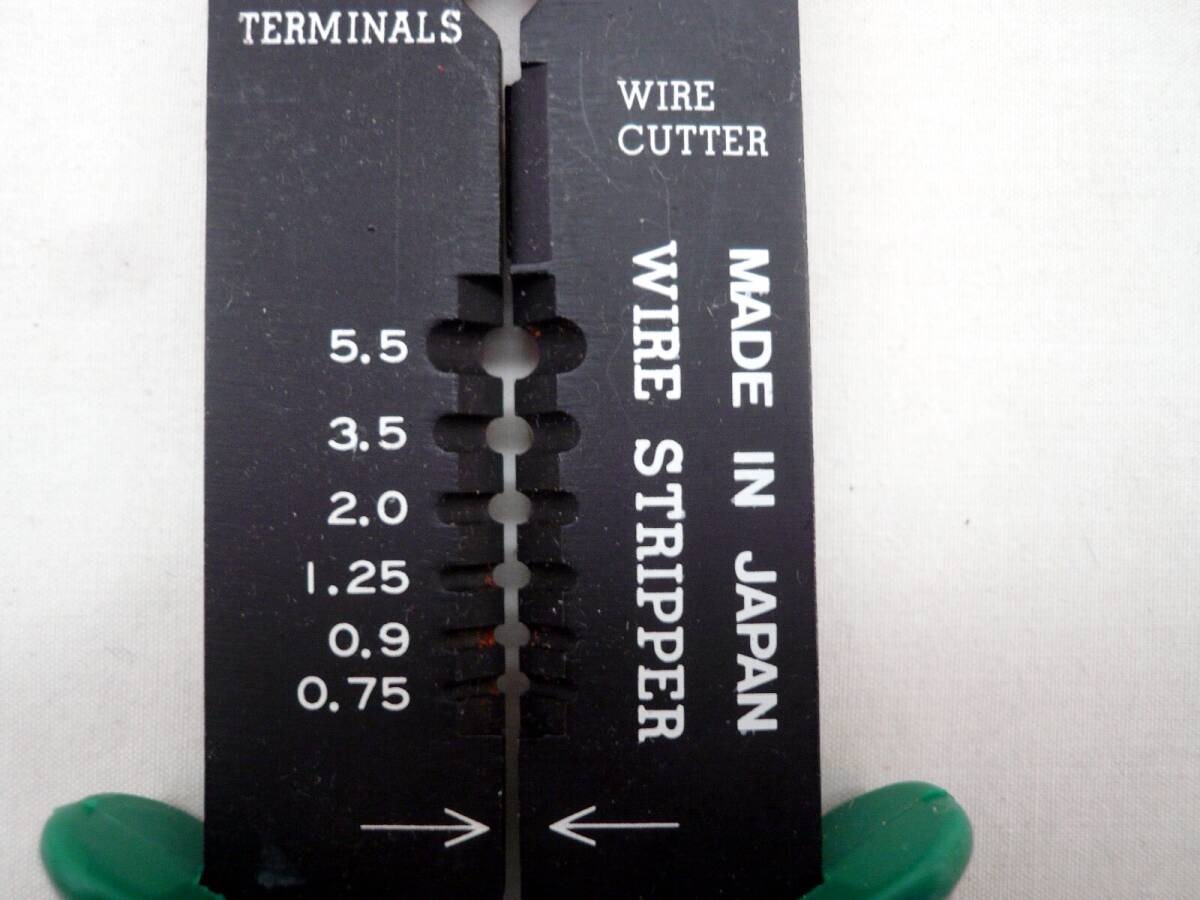 TERMINALS
WIRE
CUTTER
5.5
3.5
2.0
1.25
0.9
0.75
WIRE STRIPPER
MADE IN JAPAN